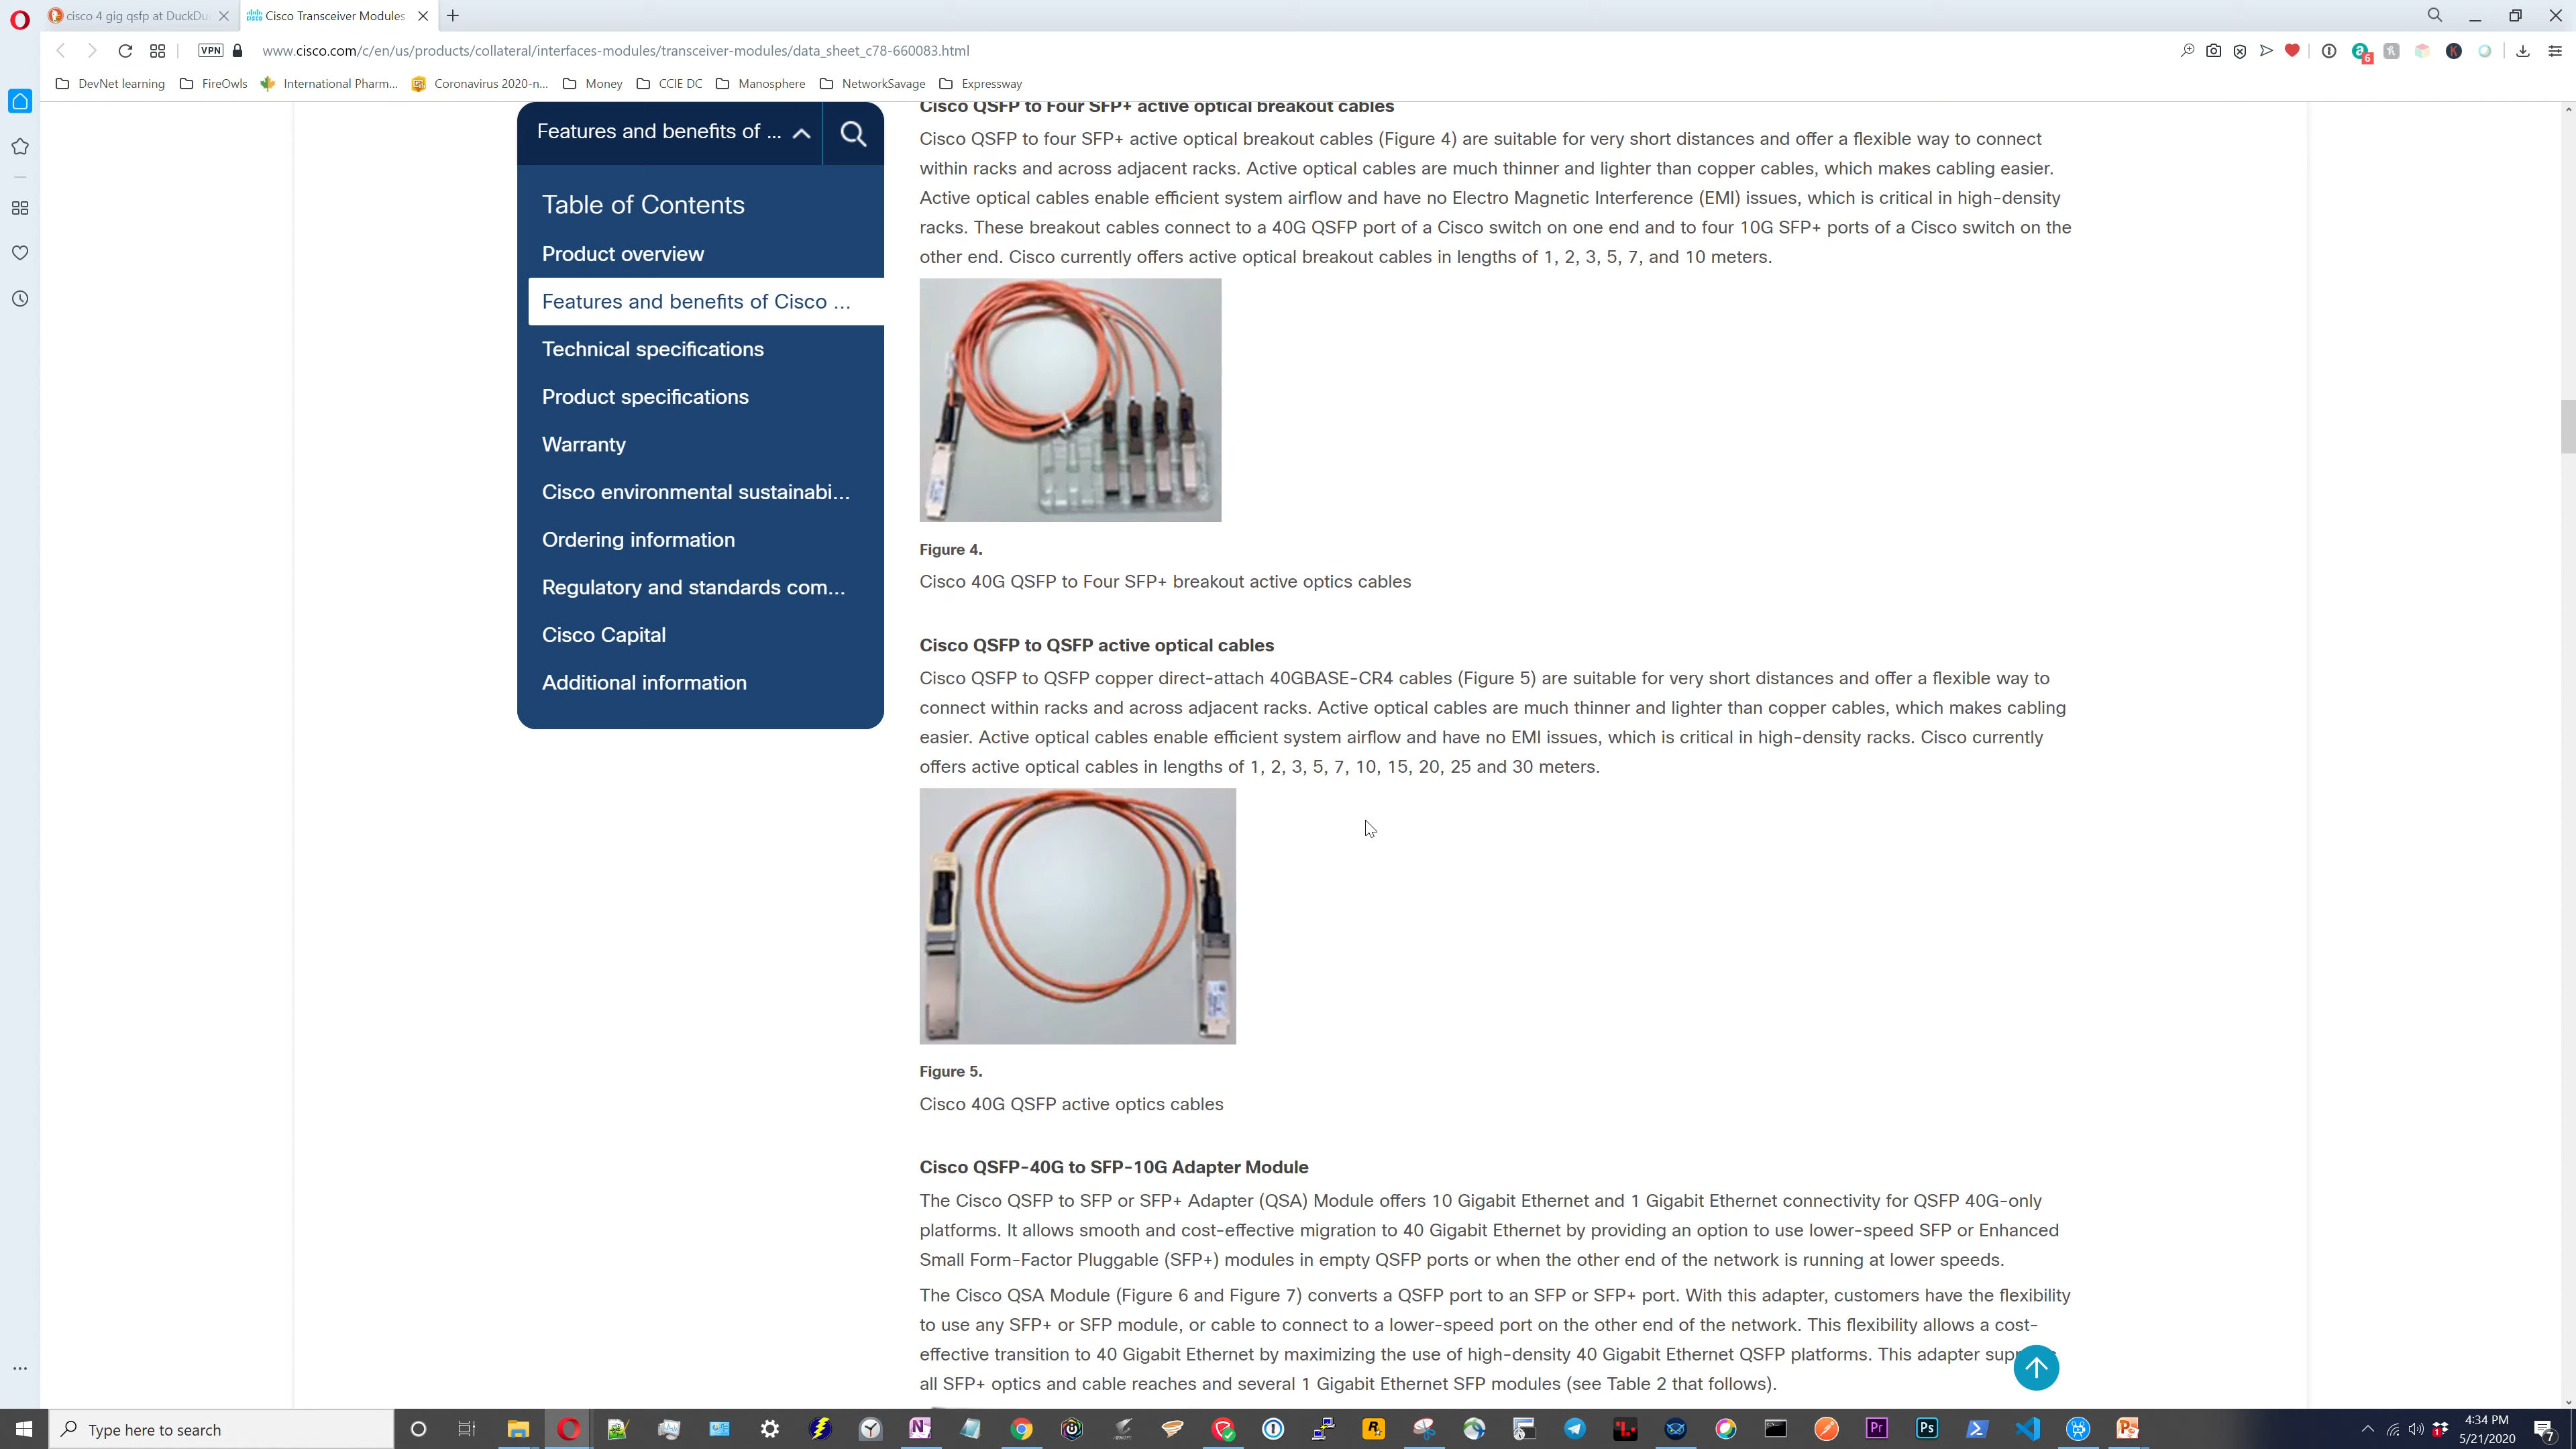 cisco 4 gig qsfp at DuckDu
Cisco Transceiver Modules
VPN
www.cisco.com/c/en/us/products/collateral/interfaces-modules/transceiver-modules/data_sheet_c78-660083.html
6
DevNet learning
FireOwls
International Pharm...
Coronavirus 2020-n...
Money
CCIE DC
Manosphere
NetworkSavage
Expressway
Features and benefits of ...
Table of Contents
Product overview
Features and benefits of Cisco ...
Technical specifications
Product specifications
Warranty
Cisco environmental sustainabi...
Ordering information
Regulatory and standards com...
Cisco Capital
Additional information
Cisco QSFP to Four SFP+ active optical breakout cables
Cisco QSFP to four SFP+ active optical breakout cables (Figure 4) are suitable for very short distances and offer a flexible way to connect
within racks and across adjacent racks. Active optical cables are much thinner and lighter than copper cables, which makes cabling easier.
Active optical cables enable efficient system airflow and have no Electro Magnetic Interference (EMI) issues, which is critical in high-density
racks. These breakout cables connect to a 40G QSFP port of a Cisco switch on one end and to four 10G SFP+ ports of a Cisco switch on the
other end. Cisco currently offers active optical breakout cables in lengths of 1, 2, 3, 5, 7, and 10 meters.
Figure 4.
Cisco 40G QSFP to Four SFP+ breakout active optics cables
Cisco QSFP to QSFP active optical cables
Cisco QSFP to QSFP copper direct-attach 40GBASE-CR4 cables (Figure 5) are suitable for very short distances and offer a flexible way to
connect within racks and across adjacent racks. Active optical cables are much thinner and lighter than copper cables, which makes cabling
easier. Active optical cables enable efficient system airflow and have no EMI issues, which is critical in high-density racks. Cisco currently
offers active optical cables in lengths of 1, 2, 3, 5, 7, 10, 15, 20, 25 and 30 meters.
Figure 5.
Cisco 40G QSFP active optics cables
Cisco QSFP-40G to SFP-10G Adapter Module
The Cisco QSFP to SFP or SFP+ Adapter (QSA) Module offers 10 Gigabit Ethernet and 1 Gigabit Ethernet connectivity for QSFP 40G-only
platforms. It allows smooth and cost-effective migration to 40 Gigabit Ethernet by providing an option to use lower-speed SFP or Enhanced
Small Form-Factor Pluggable (SFP+) modules in empty QSFP ports or when the other end of the network is running at lower speeds.
The Cisco QSA Module (Figure 6 and Figure 7) converts a QSFP port to an SFP or SFP+ port. With this adapter, customers have the flexibility
to use any SFP+ or SFP module, or cable to connect to a lower-speed port on the other end of the network. This flexibility allows a cost-
effective transition to 40 Gigabit Ethernet by maximizing the use of high-density 40 Gigabit Ethernet QSFP platforms. This adapter sup
all SFP+ optics and cable reaches and several 1 Gigabit Ethernet SFP modules (see Table 2 that follows).
Type here to search
Pr
Ps
4:34 PM
5/21/2020
7